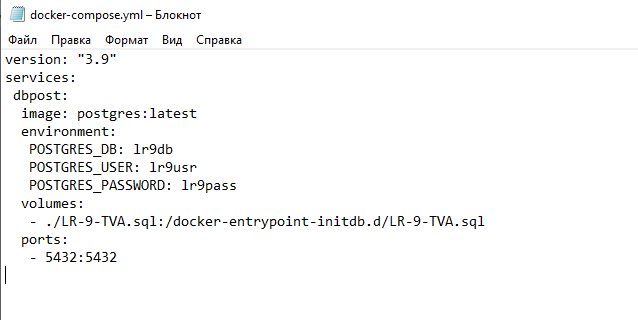 docker-compose.yml – Блокнот
Файл Правка Формат Вид Справка
version: "3.9"
services:
 dbpost:
  image: postgres:latest
  environment:
   POSTGRES_DB: lr9db
   POSTGRES_USER: lr9usr
   POSTGRES_PASSWORD: lr9pass
  volumes:
   - ./LR-9-TVA.sql:/docker-entrypoint-initdb.d/LR-9-TVA.sql
  ports:
   - 5432:5432